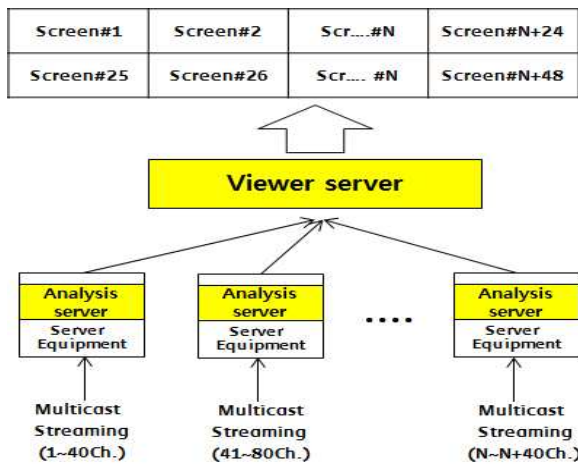 Screen#1 Screen#2 Scr....#N Screen#N+24
Screen#25 Screen#26 Scr.... #N Screen#N+48
Viewer server
Analysis server
Server Equipment
Analysis server
Server Equipment
....
Analysis server
Server Equipment
Multicast Streaming (1~40Ch.)
Multicast Streaming (41~80Ch.)
Multicast Streaming (N~N+40Ch.)